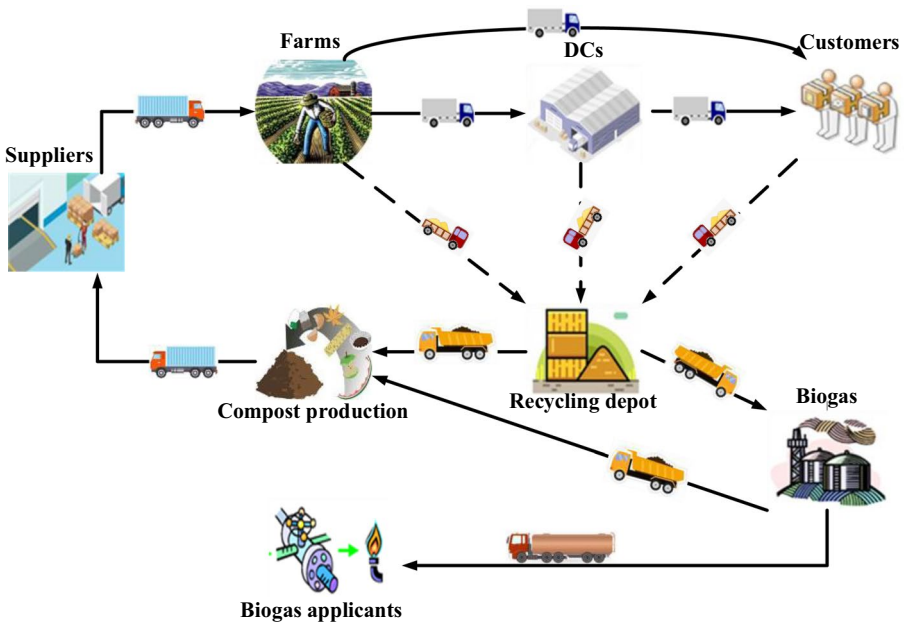 Farms
DCs
Customers
Suppliers
Compost production
Recycling depot
Biogas
Biogas applicants